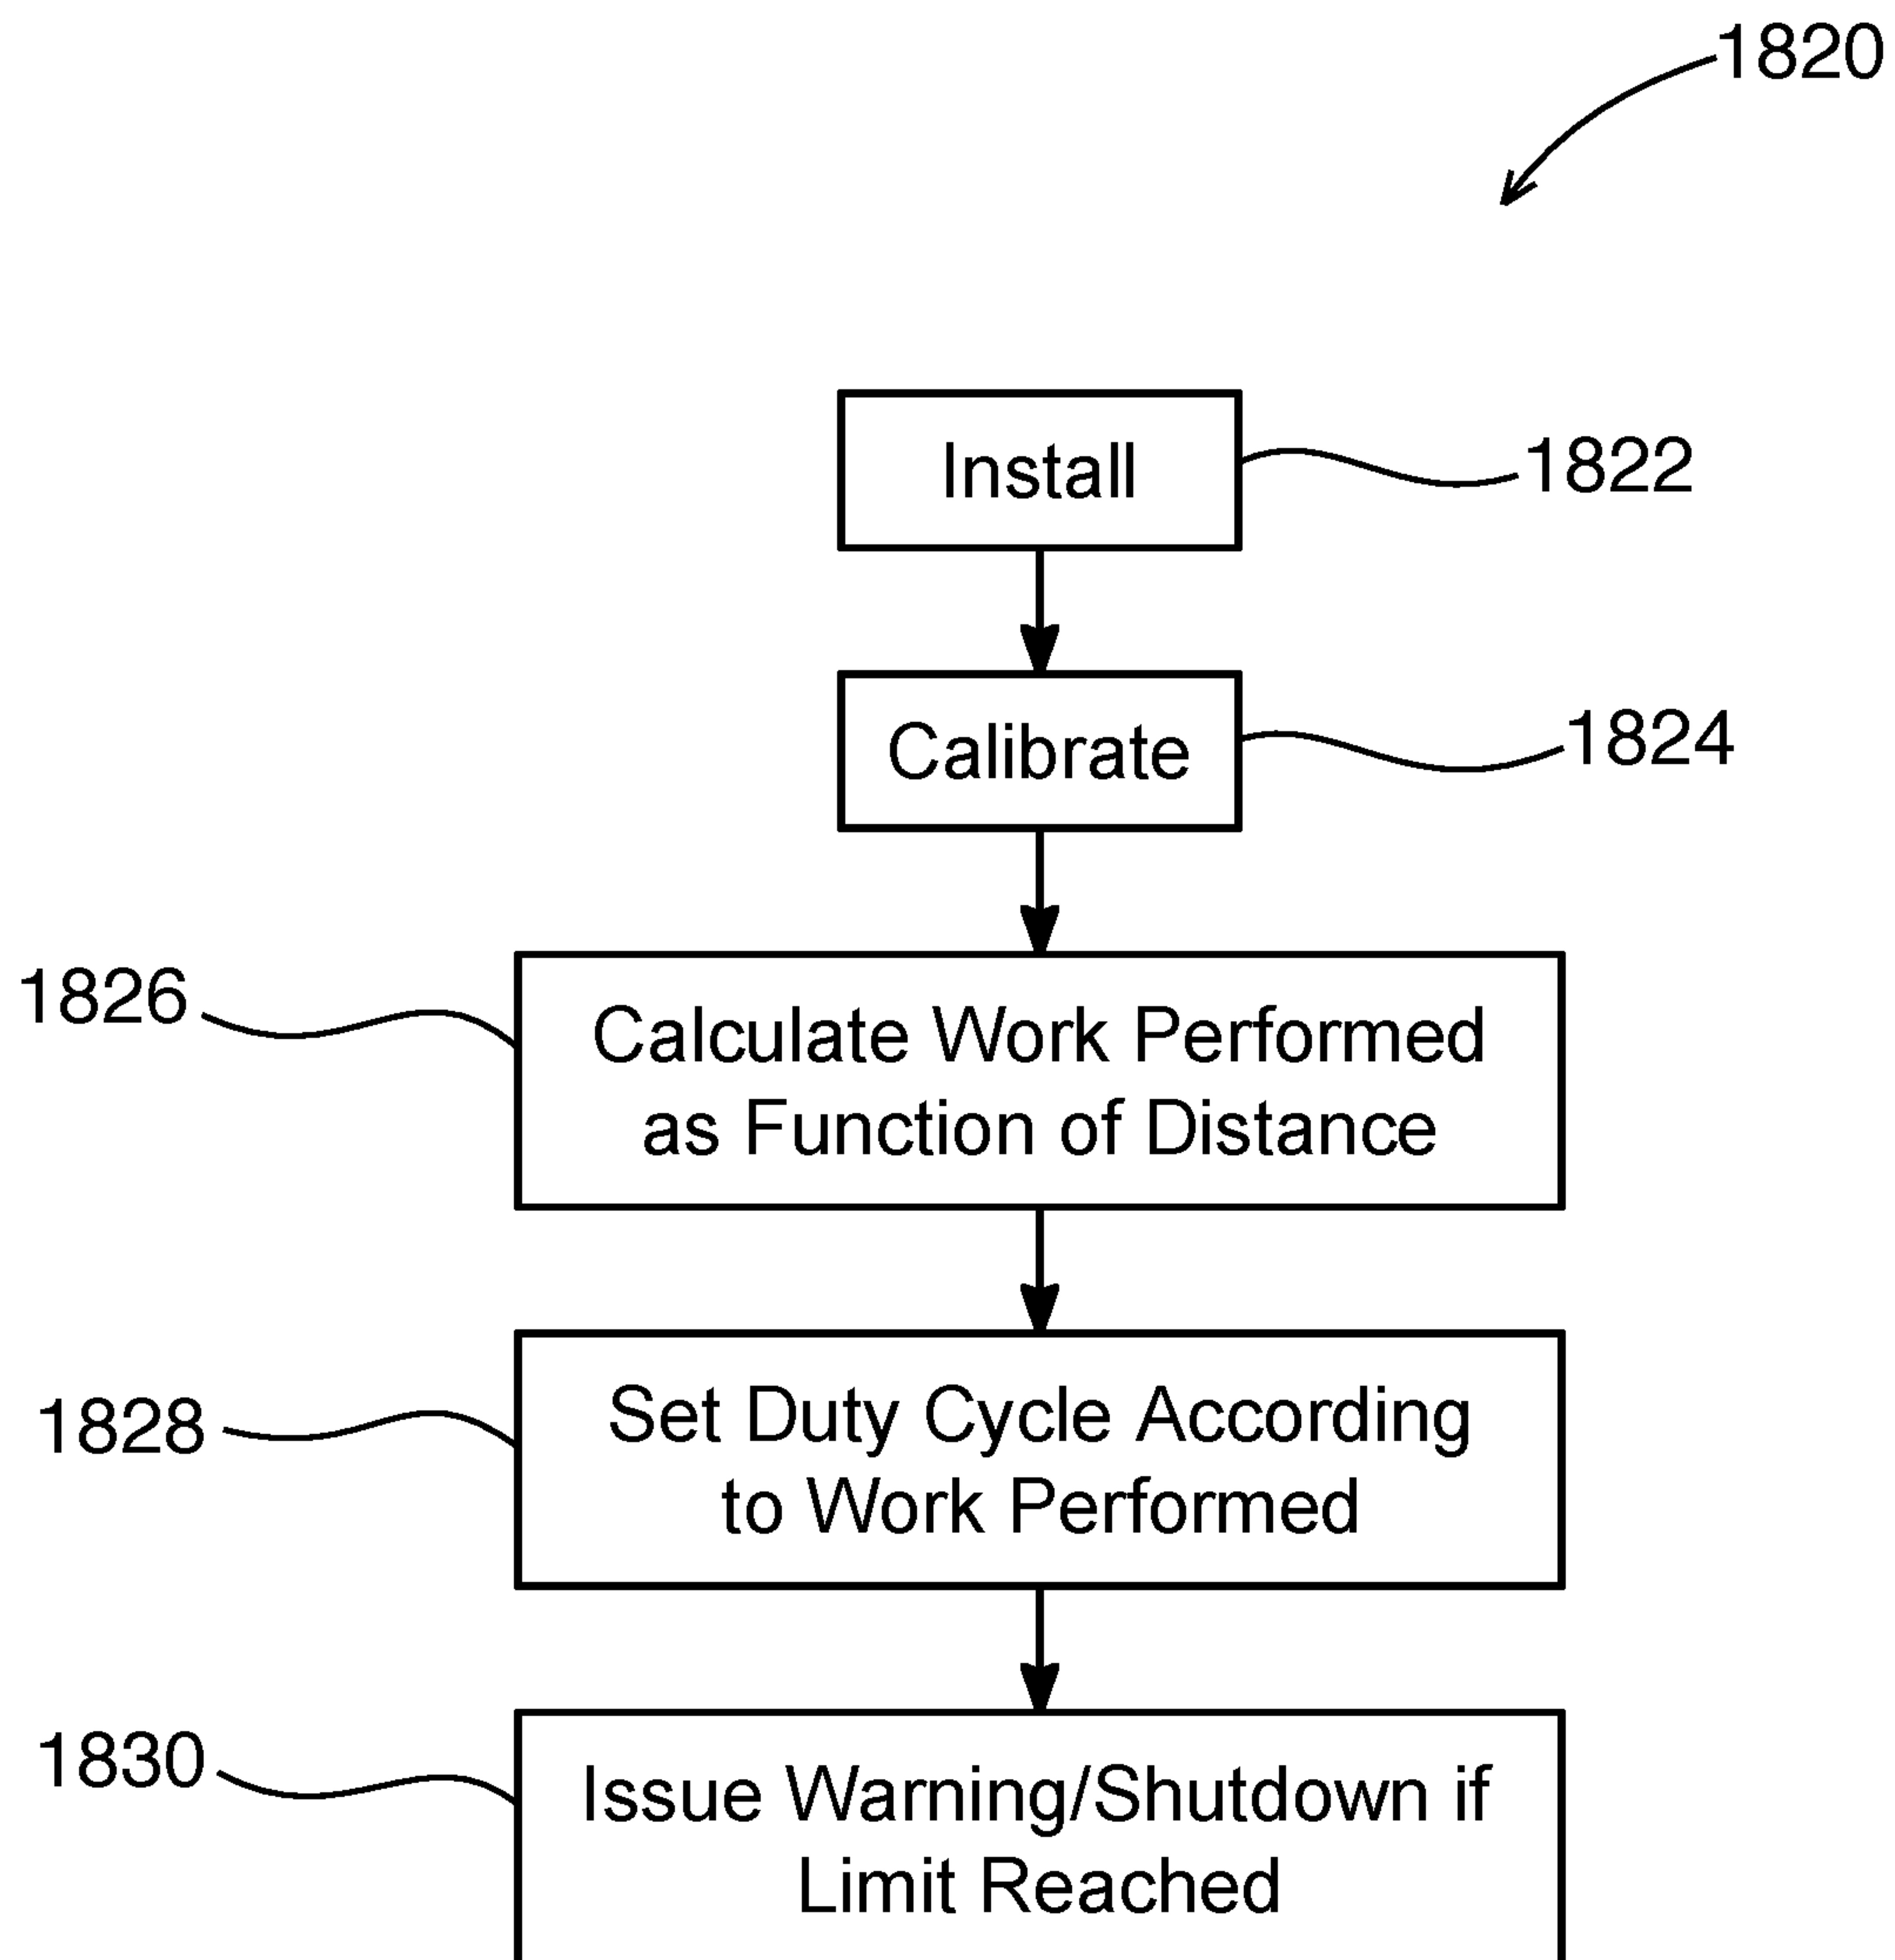 1820
Install
1822
Calibrate
1824
1826
Calculate Work Performed
as Function of Distance
1828
Set Duty Cycle According
to Work Performed
1830
Issue Warning/Shutdown if
Limit Reached